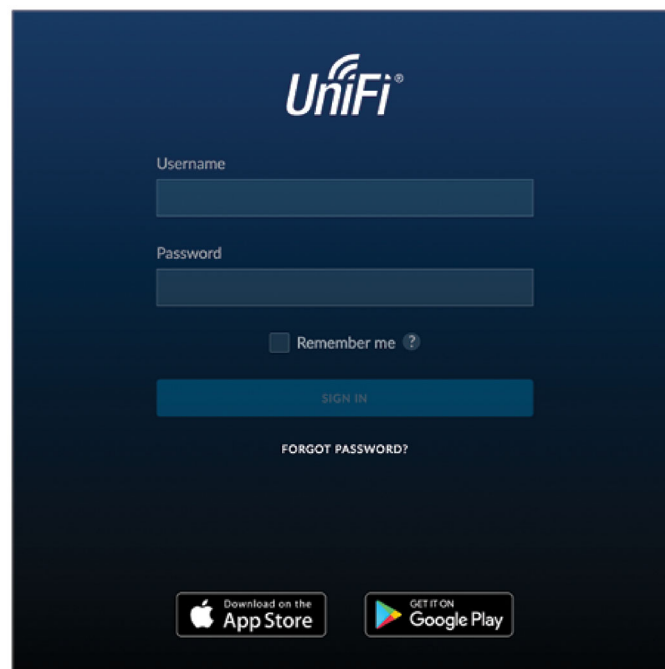 UniFi®
Username
Password
Remember me ?
SIGN IN
FORGOT PASSWORD?
Download on the
App Store
GET IT ON
Google Play